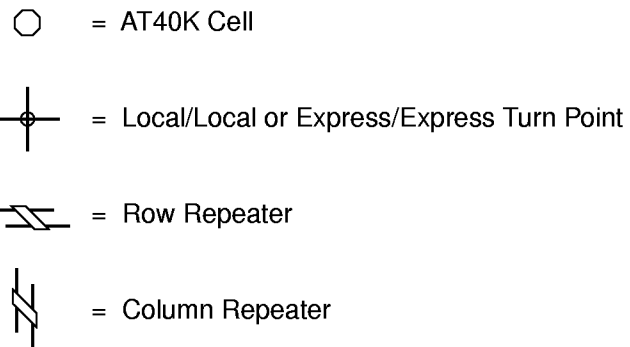 = AT40K Cell
= Local/Local or Express/Express Turn Point
= Row Repeater
= Column Repeater